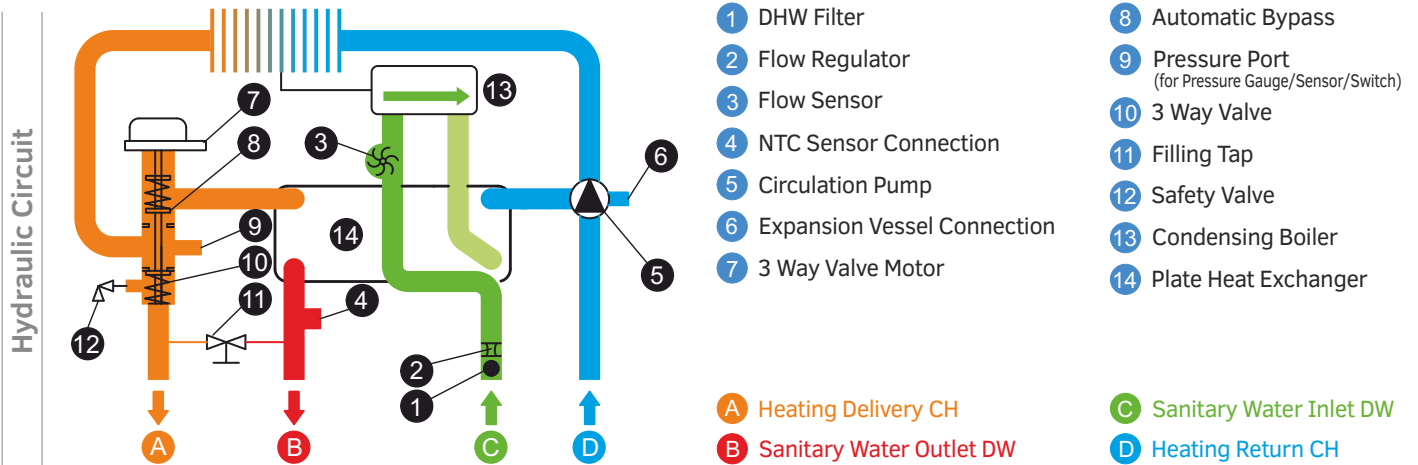 Hydraulic Circuit
7
8
3
13
6
9
14
10
5
11
4
12
2
1
A
B
C
D
1 DHW Filter
2 Flow Regulator
3 Flow Sensor
4 NTC Sensor Connection
5 Circulation Pump
6 Expansion Vessel Connection
7 3 Way Valve Motor
8 Automatic Bypass
9 Pressure Port
(for Pressure Gauge/Sensor/Switch)
10 3 Way Valve
11 Filling Tap
12 Safety Valve
13 Condensing Boiler
14 Plate Heat Exchanger
A Heating Delivery CH
B Sanitary Water Outlet DW
C Sanitary Water Inlet DW
D Heating Return CH